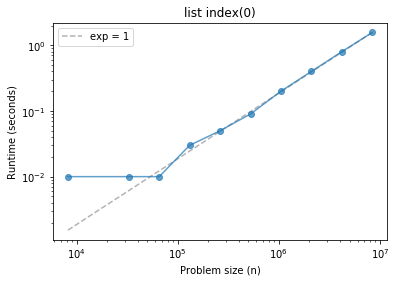 list index(0)
exp = 1
Runtime (seconds)
10⁰
10⁻¹
10⁻²
10⁴
10⁵
10⁶
10⁷
Problem size (n)